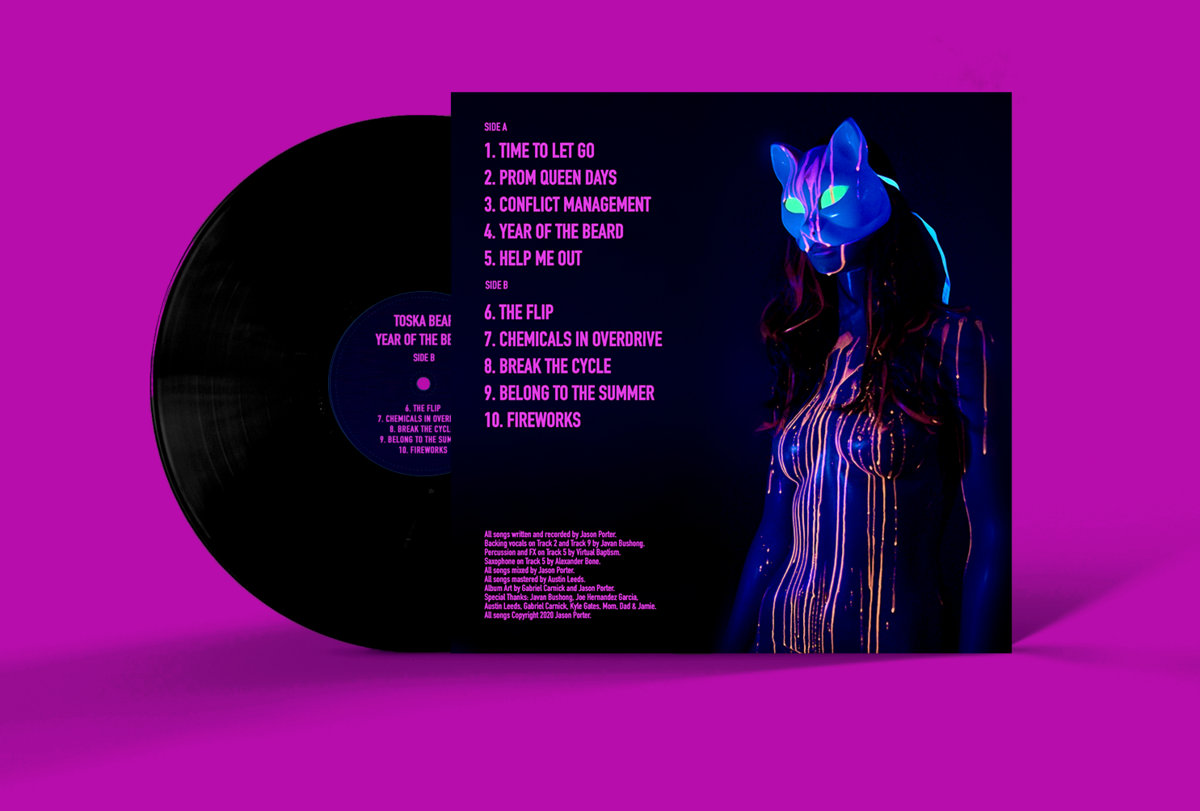 TOSKA BEAR
YEAR OF THE BE
SIDE B
6. THE FLIP
7. CHEMICALS IN OVERD
8. BREAK THE CYCL
9. BELONG TO THE SUM
10. FIREWORKS
SIDE A
1. TIME TO LET GO
2. PROM QUEEN DAYS
3. CONFLICT MANAGEMENT
4. YEAR OF THE BEARD
5. HELP ME OUT
SIDE B
6. THE FLIP
7. CHEMICALS IN OVERDRIVE
8. BREAK THE CYCLE
9. BELONG TO THE SUMMER
10. FIREWORKS
All songs written and recorded by Jason Porter.
Backing vocals on Track 2 and Track 9 by Javan Bushong.
Percussion and FX on Track 5 by Virtual Baptism.
Saxophone on Track 5 by Alexander Bone.
All songs mixed by Jason Porter.
All songs mastered by Austin Leeds.
Album Art by Gabriel Carnick and Jason Porter.
Special Thanks: Javan Bushong, Joe Hernandez Garcia,
Austin Leeds, Gabriel Carnick, Kyle Gates, Mom, Dad & Jamie.
All songs Copyright 2020 Jason Porter.